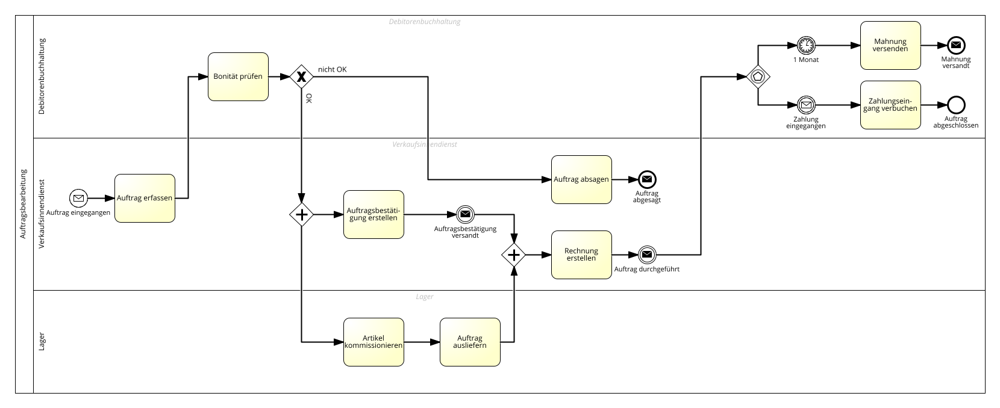 Auftragsbearbeitung
Debitorenbuchhaltung
Debitorenbuchhaltung
Bonität prüfen
nicht OK
OK
1 Monat
Mahnung
versenden
Mahnung
versandt
Zahlung
eingegangen
Zahlungsein-
gang verbuchen
Auftrag
abgeschlossen
Verkaufsinnendienst
Verkaufsinnendienst
Auftrag eingegangen
Auftrag erfassen
Auftragsbestäti-
gung erstellen
Auftragsbestätigung
versandt
Auftrag absagen
Auftrag
abgesagt
Rechnung
erstellen
Auftrag durchgeführt
Lager
Lager
Artikel
kommissionieren
Auftrag
ausliefern